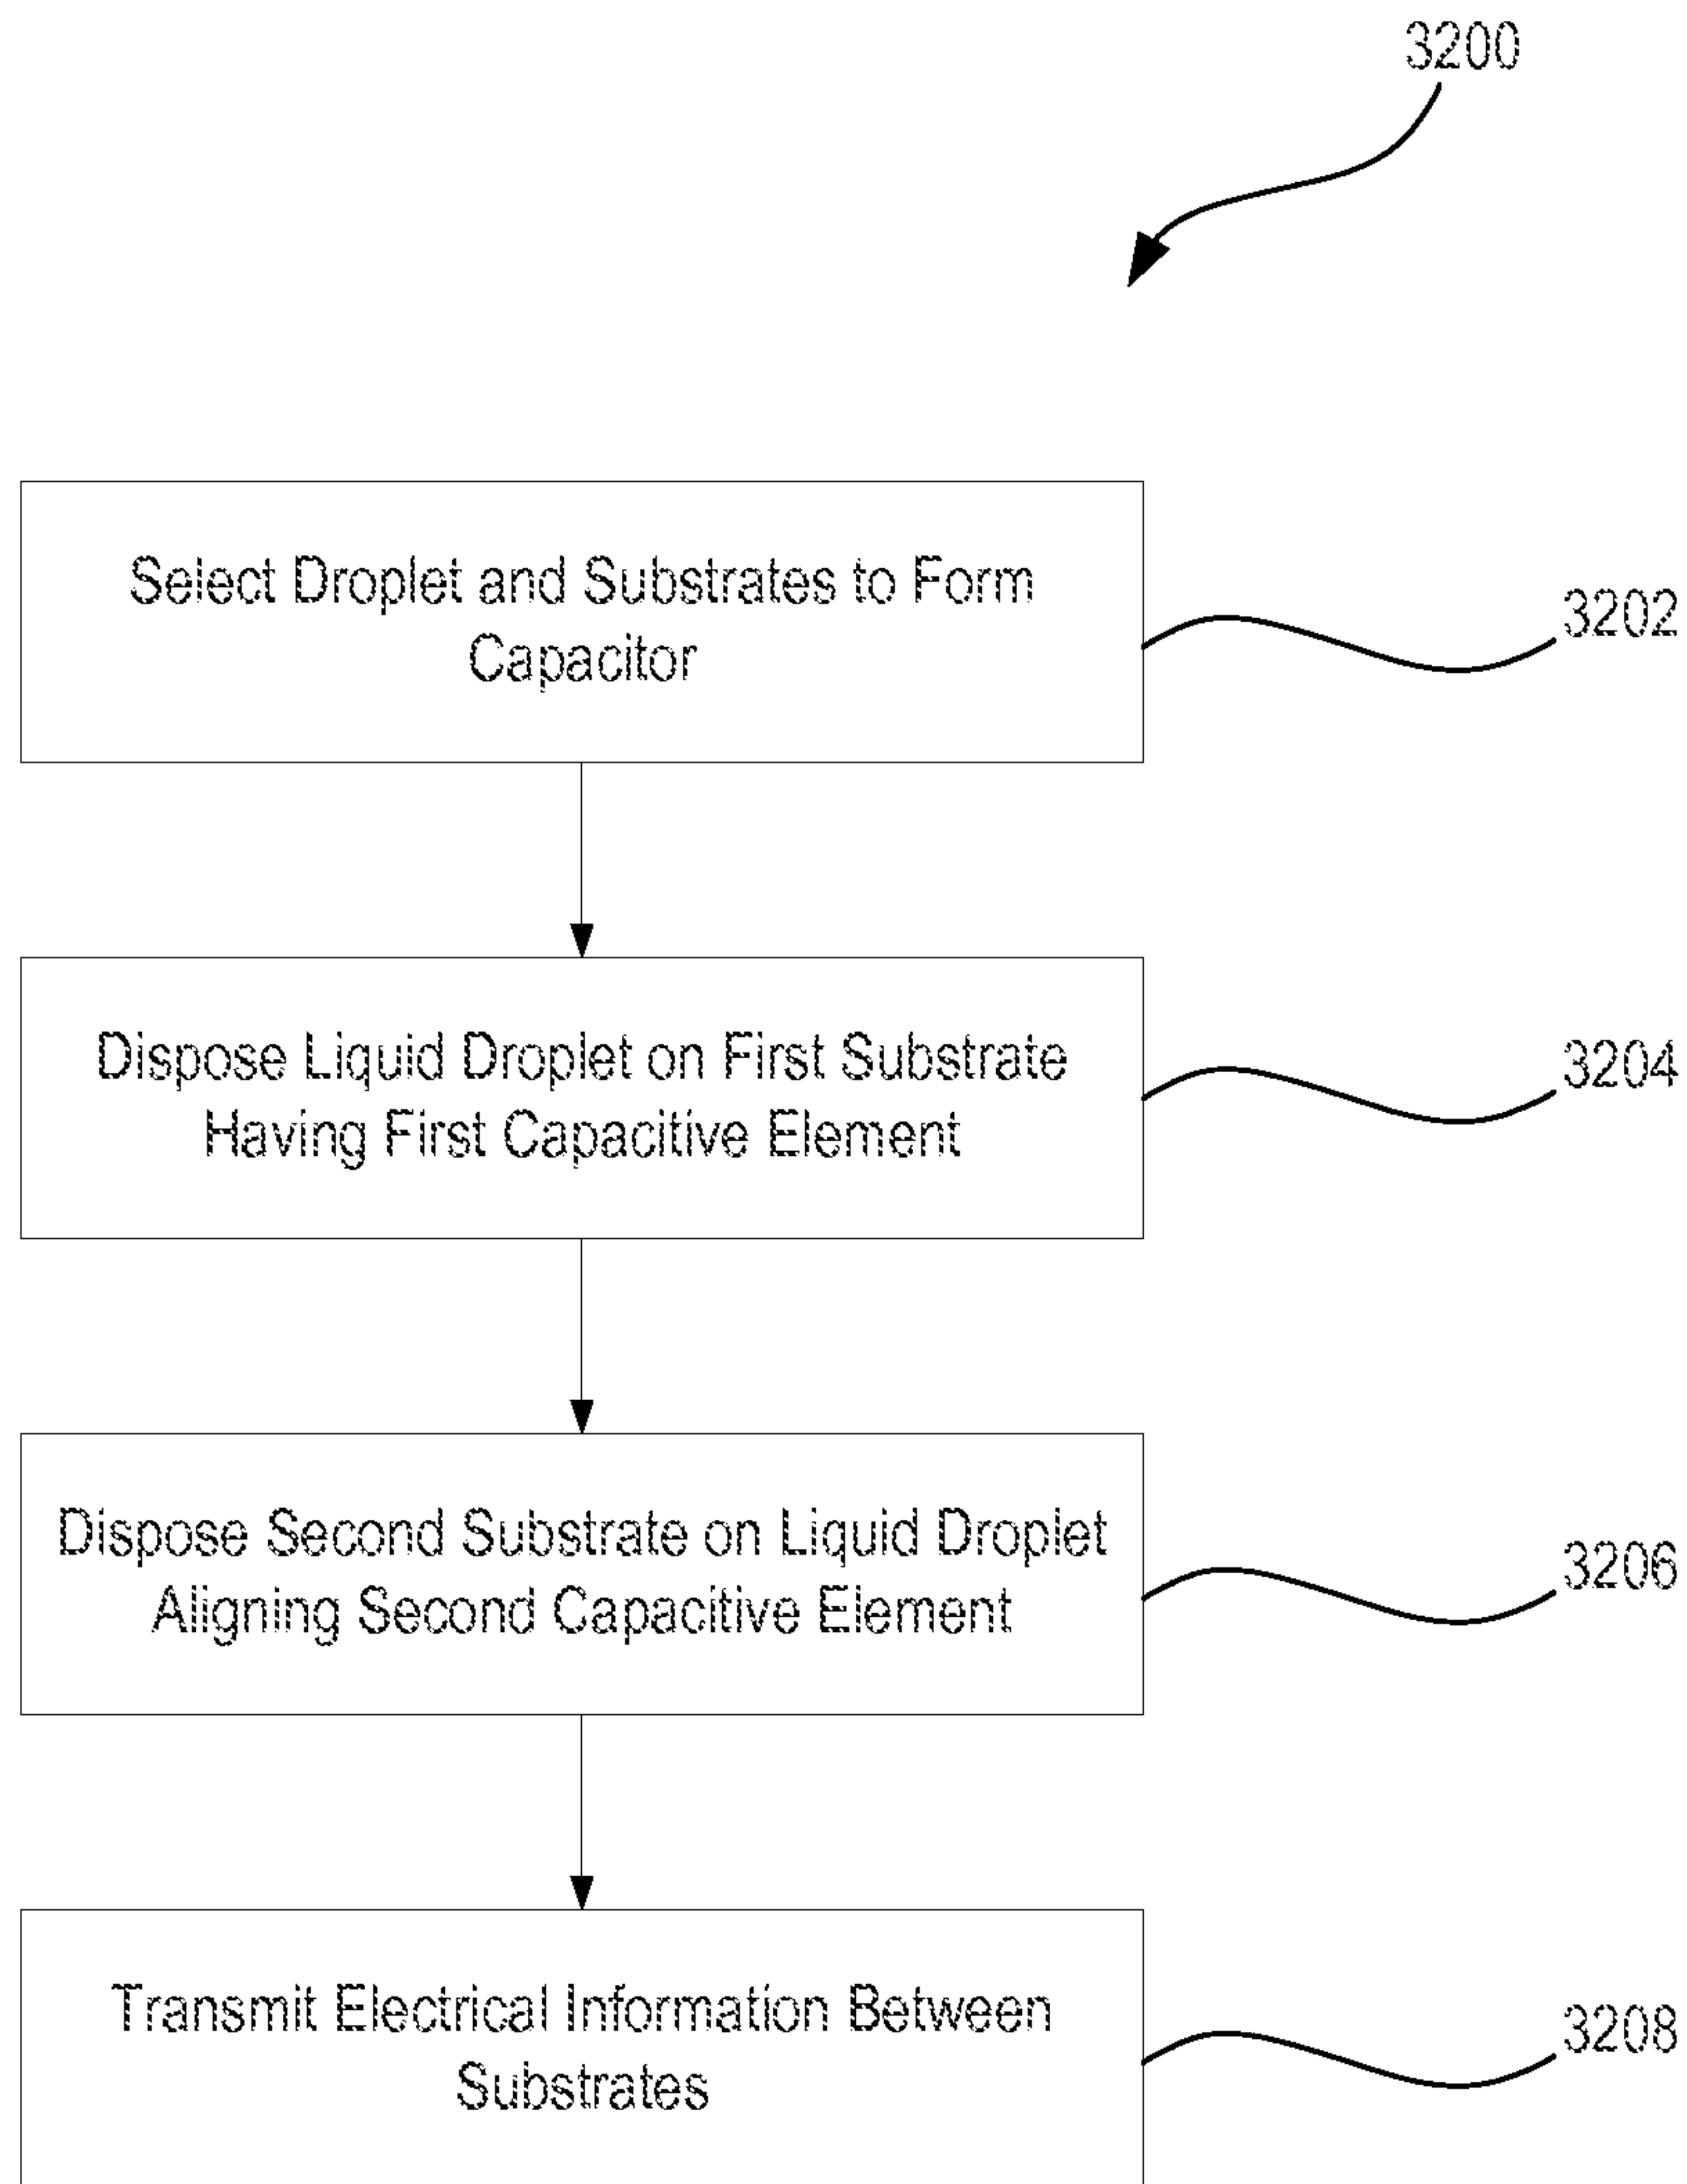 3200
Select Droplet and Substrates to Form
Capacitor
3202
Dispose Liquid Droplet on First Substrate
Having First Capacitive Element
3204
Dispose Second Substrate on Liquid Droplet
Aligning Second Capacitive Element
3206
Transmit Electrical Information Between
Substrates
3208